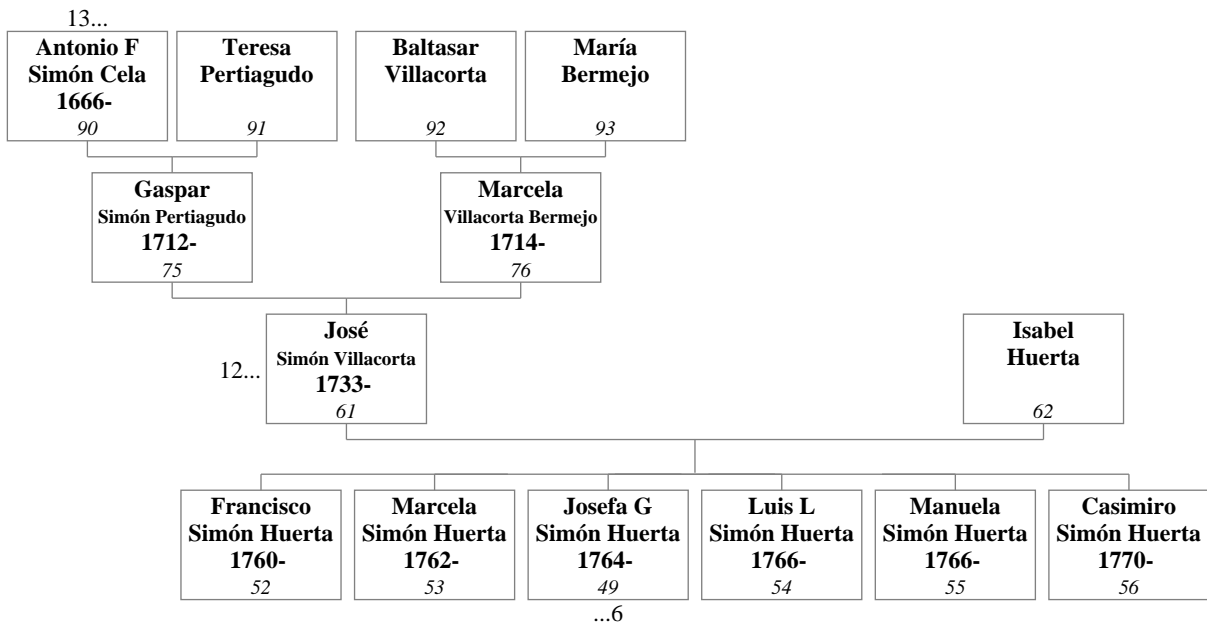 13...
Antonio F
Simón Cela
1666-
90
Teresa
Pertiagudo
91
Baltasar
Villacorta
92
María
Bermejo
93
Gaspar
Simón Pertiagudo
1712-
75
Marcela
Villacorta Bermejo
1714-
76
12...
José
Simón Villacorta
1733-
61
Isabel
Huerta
62
Francisco
Simón Huerta
1760-
52
Marcela
Simón Huerta
1762-
53
Josefa G
Simón Huerta
1764-
49
...6
Luis L
Simón Huerta
1766-
54
Manuela
Simón Huerta
1766-
55
Casimiro
Simón Huerta
1770-
56